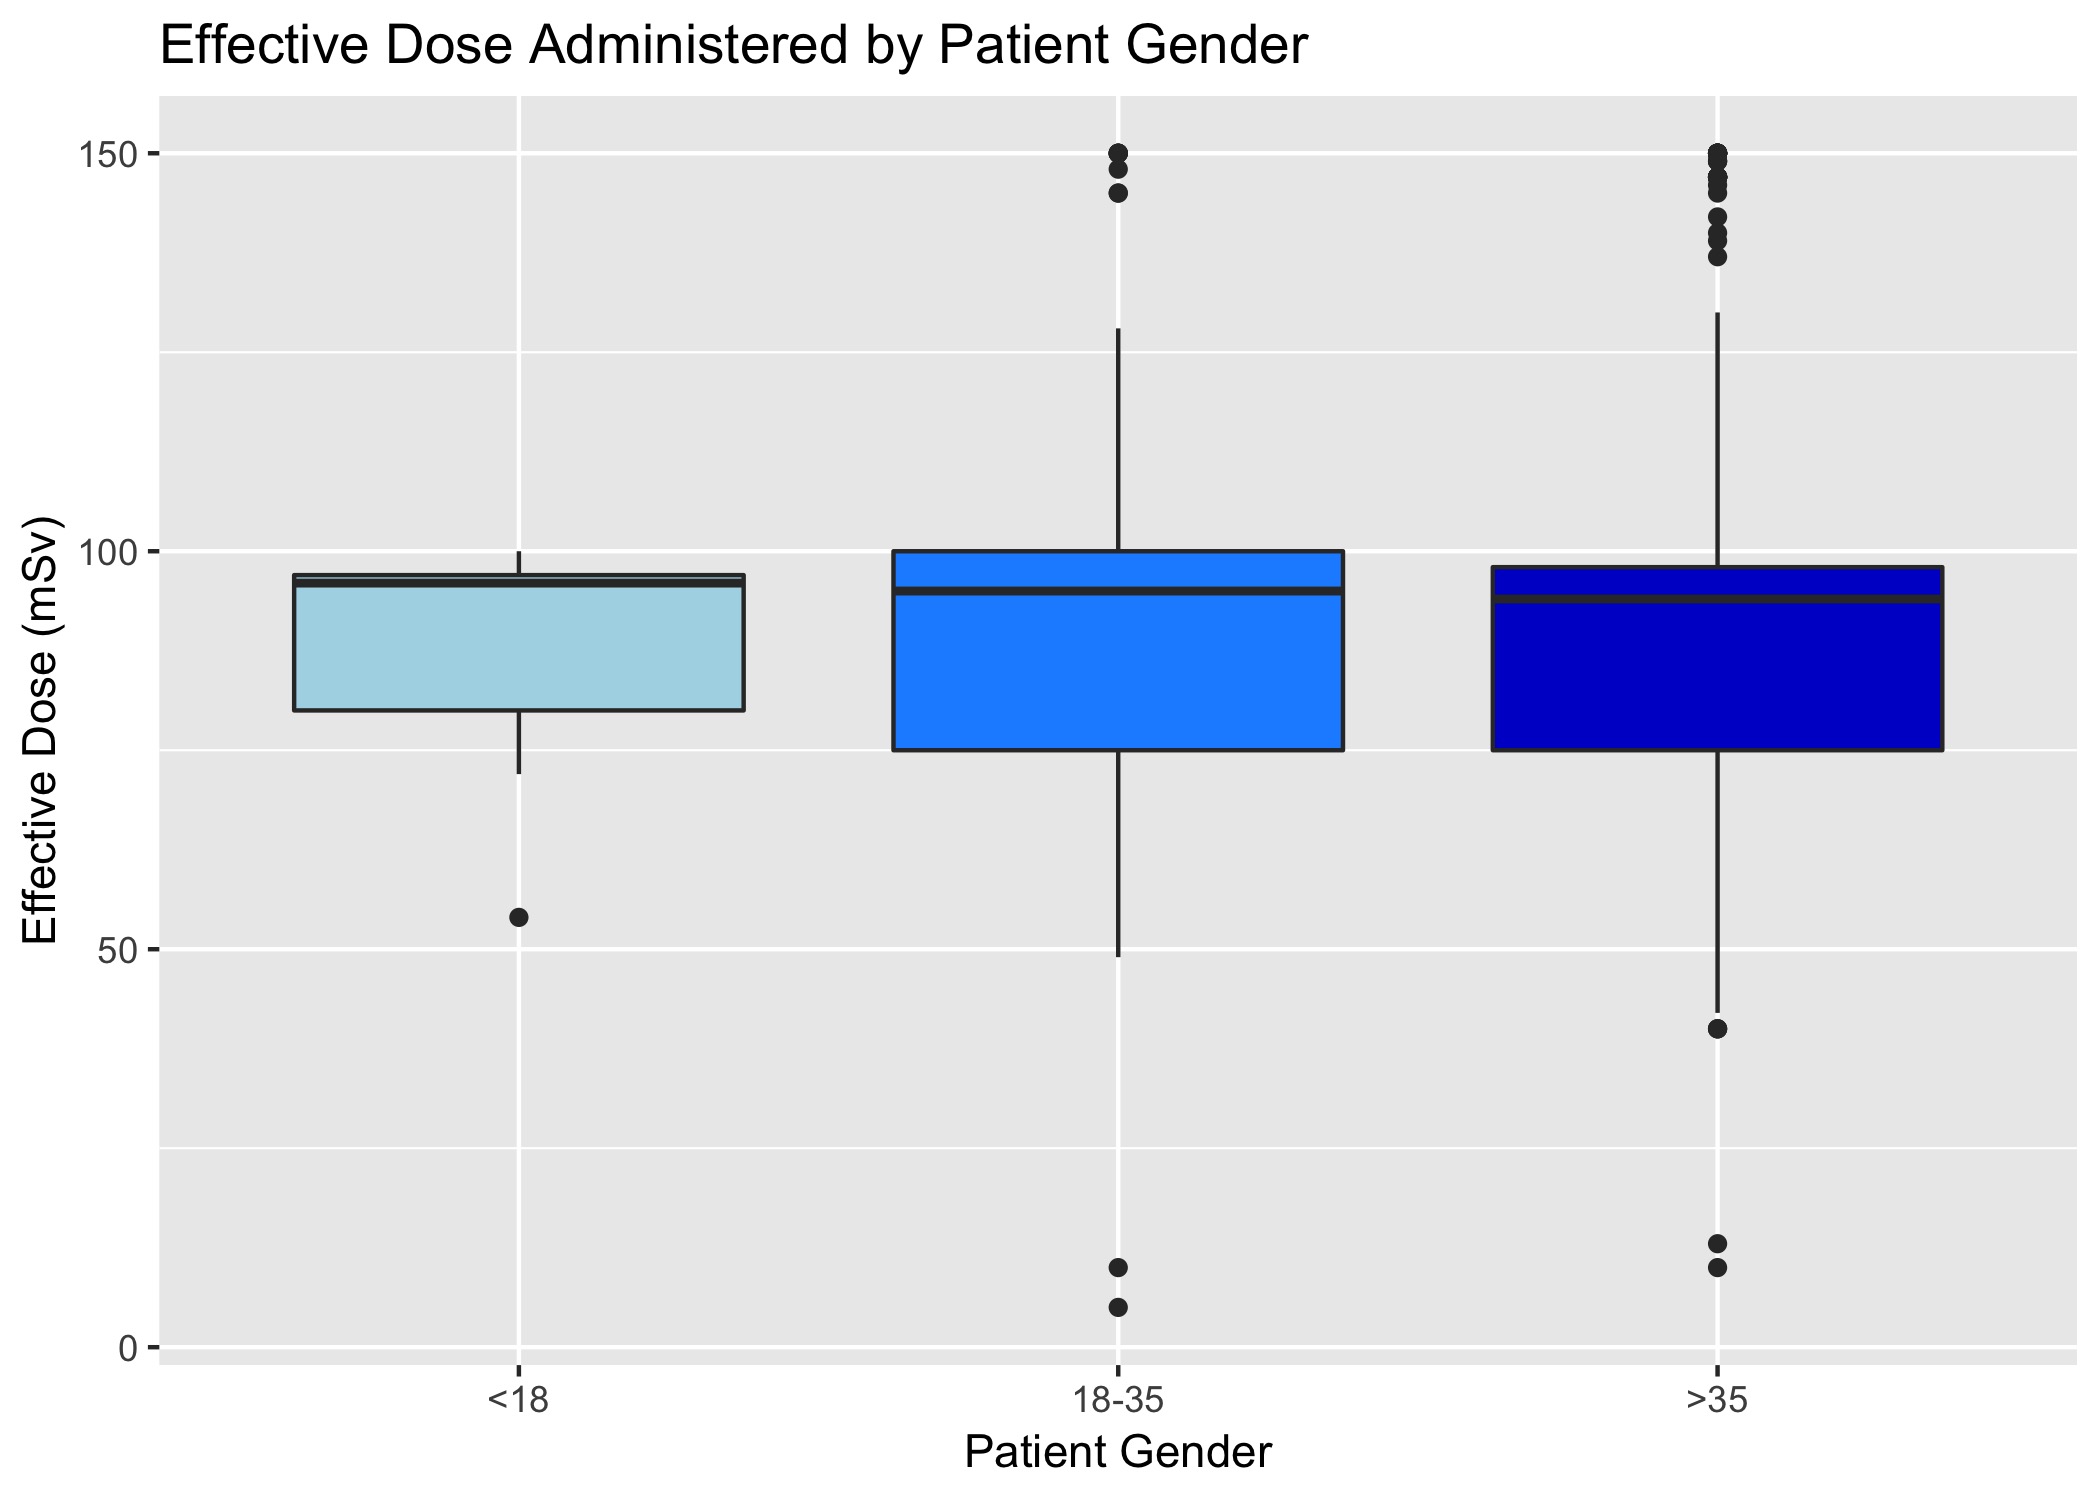 Effective Dose Administered by Patient Gender
Effective Dose (mSv)
150
100
50
0
<18
18-35
>35
Patient Gender